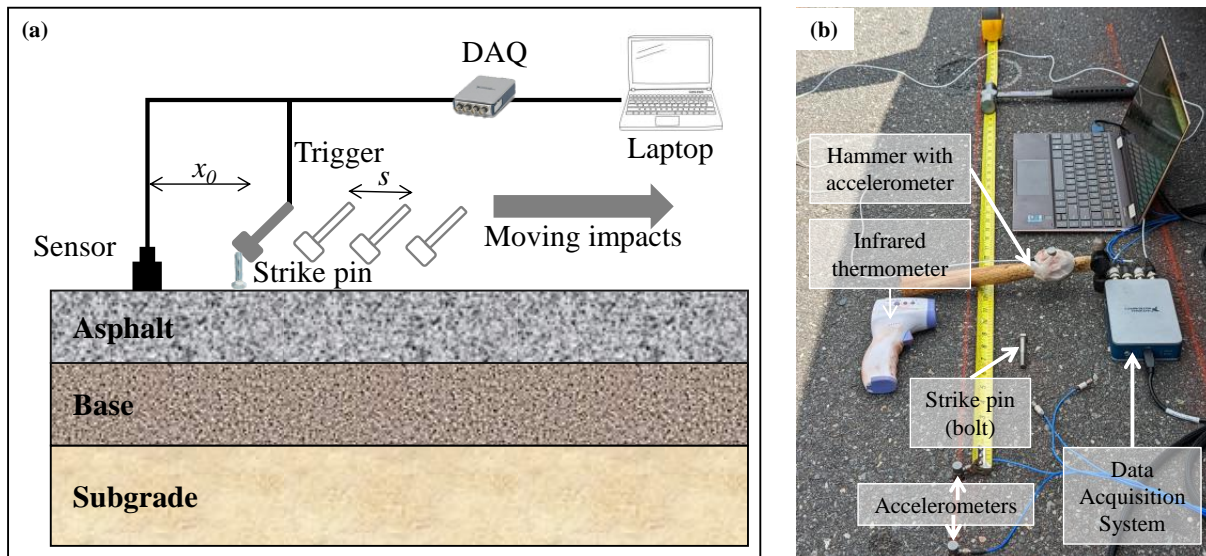 (a)
DAQ
Laptop
Trigger
x0
s
Moving impacts
Sensor
Strike pin
Asphalt
Base
Subgrade
(b)
Hammer with
accelerometer
Infrared
thermometer
Strike pin
(bolt)
Accelerometers
Data
Acquisition
System